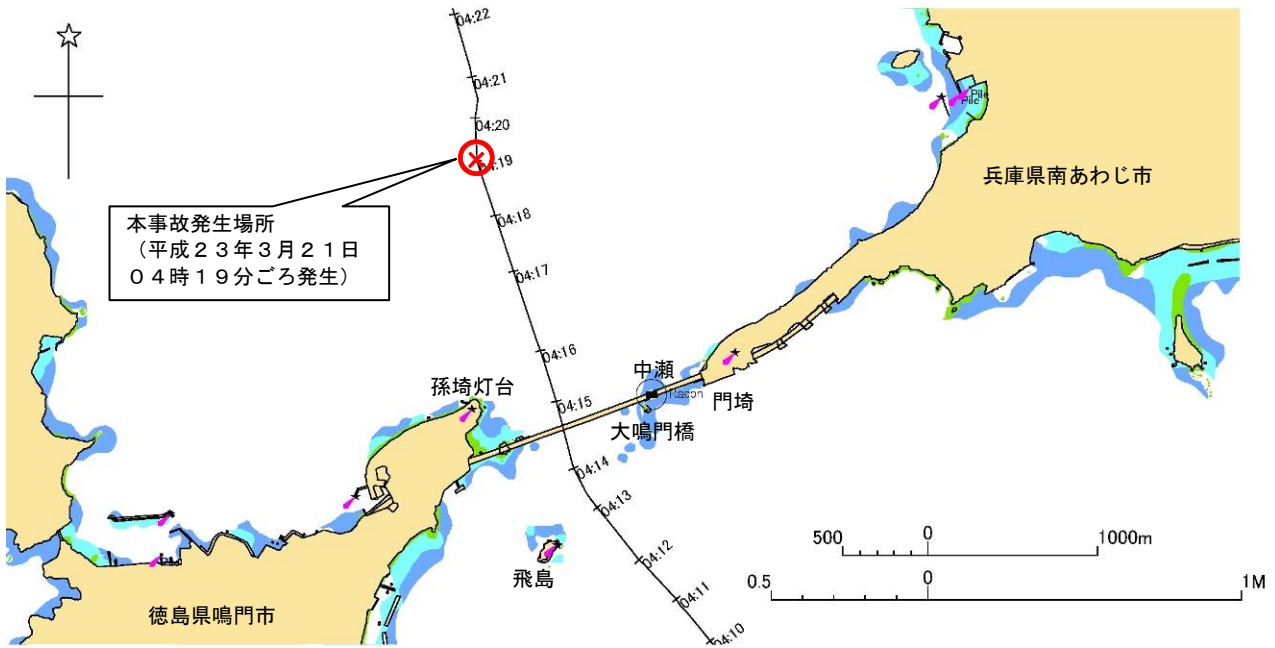 04:22
04:21
04:20
04:19
04:18
04:17
04:16
04:15
04:14
04:13
04:12
04:11
04:10
本事故発生場所
（平成２３年３月２１日
０４時１９分ごろ発生）
Pile
Pile
兵庫県南あわじ市
中瀬
Racon
門埼
大鳴門橋
孫埼灯台
飛島
徳島県鳴門市
500 0 1000m
0.5 0 1M